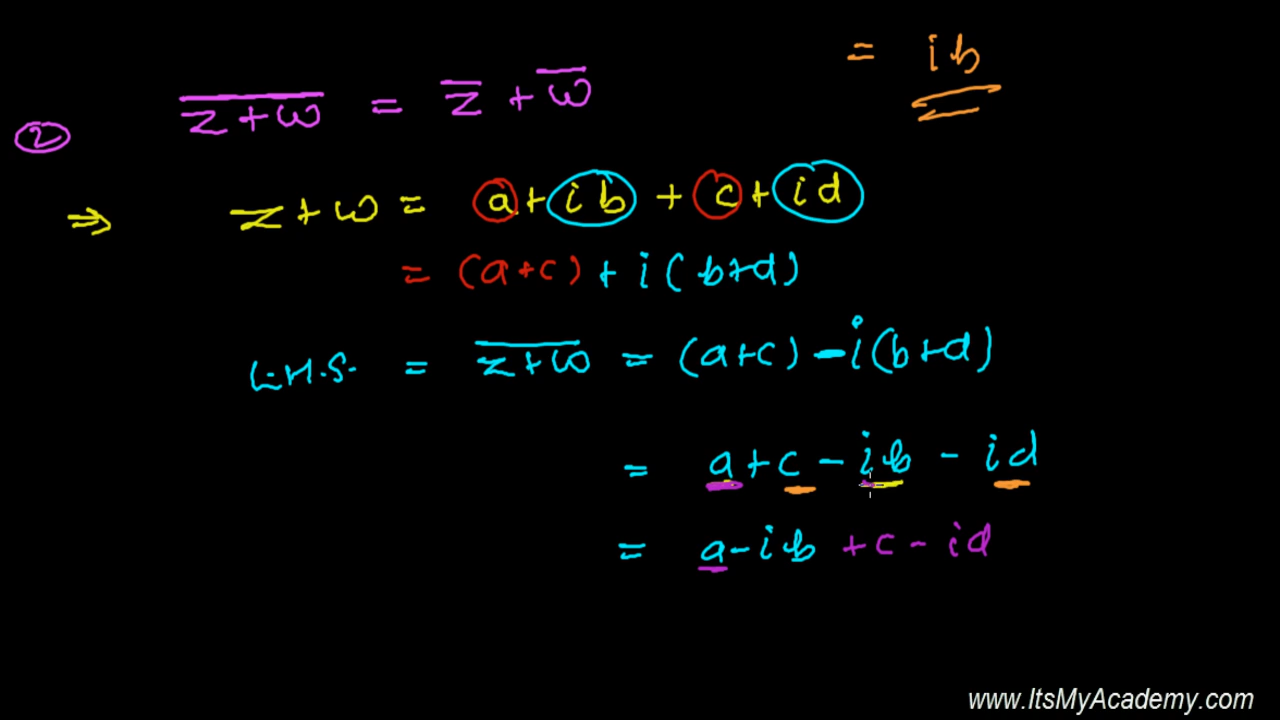 = ib
② \overline{z+w} = \overline{z} + \overline{w}
⇒ z+w = a+ib + c+id
= (a+c) + i(b+d)
L.H.S. = \overline{z+w} = (a+c) - i(b+d)
= a+c - ib - id
= a-ib +c - id
www.ItsMyAcademy.com